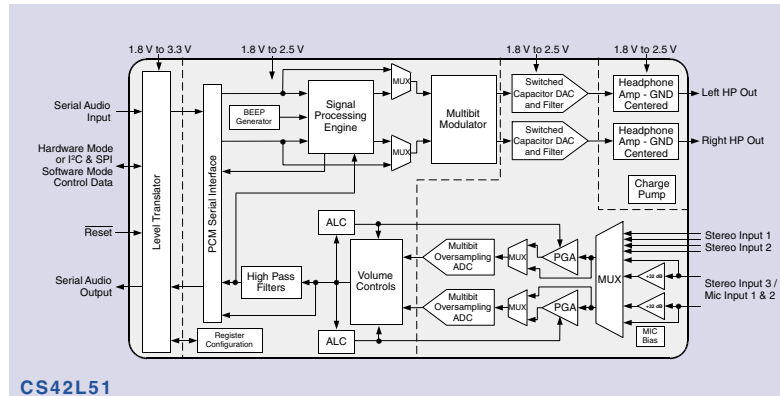 1.8 V to 3.3 V
1.8 V to 2.5 V
1.8 V to 2.5 V
1.8 V to 2.5 V
Serial Audio
Input
Hardware Mode
or I²C & SPI
Software Mode
Control Data
Reset
Serial Audio
Output
Level Translator
PCM Serial Interface
BEEP
Generator
Signal
Processing
Engine
MUX
MUX
Multibit
Modulator
Switched
Capacitor DAC
and Filter
Switched
Capacitor DAC
and Filter
Headphone
Amp - GND
Centered
Headphone
Amp - GND
Centered
Left HP Out
Right HP Out
Charge
Pump
High Pass
Filters
Register
Configuration
ALC
Volume
Controls
ALC
Multibit
Oversampling
ADC
Multibit
Oversampling
ADC
MUX
MUX
PGA
PGA
MUX
+32 dB
+32 dB
MIC
Bias
Stereo Input 1
Stereo Input 2
Stereo Input 3 /
Mic Input 1 & 2
CS42L51